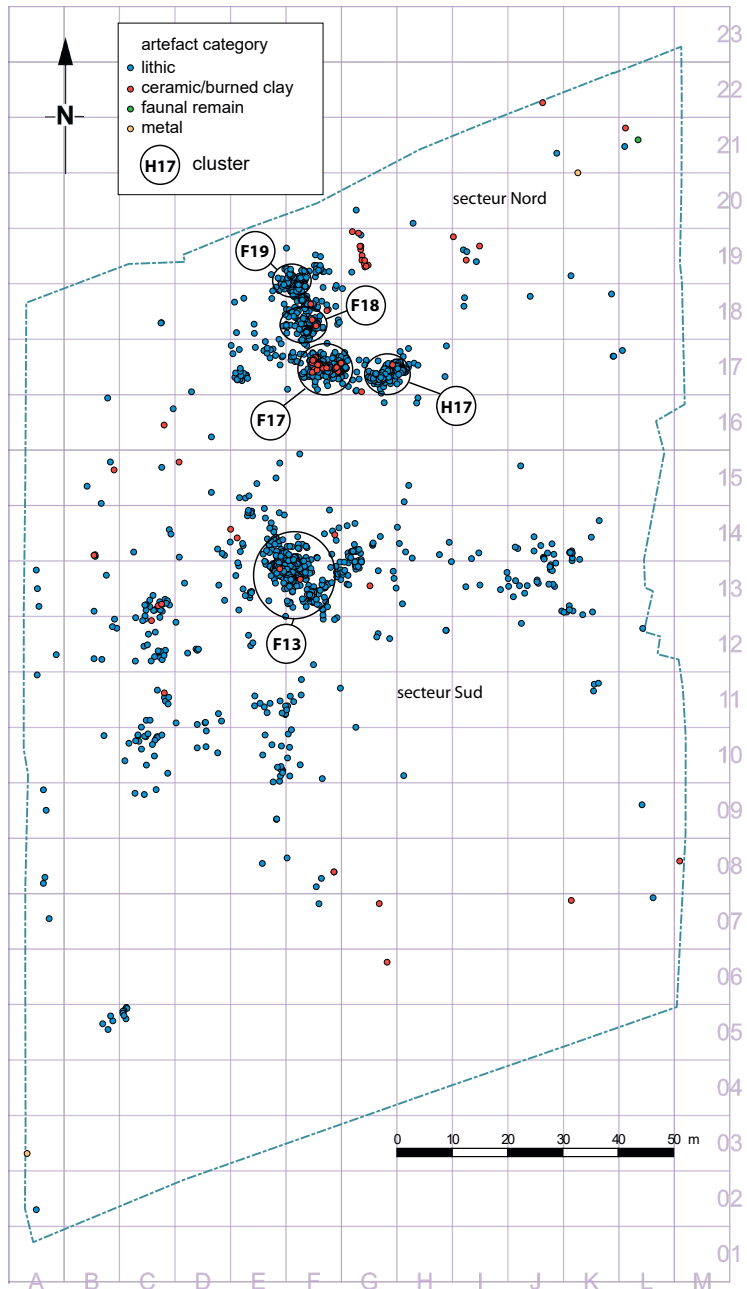 artefact category
lithic
ceramic/burned clay
faunal remain
metal
H17 cluster
N
secteur Nord
F19
F18
F17
H17
F13
secteur Sud
0 10 20 30 40 50 m
23
22
21
20
19
18
17
16
15
14
13
12
11
10
09
08
07
06
05
04
03
02
01
A B C D E F G H I J K L M